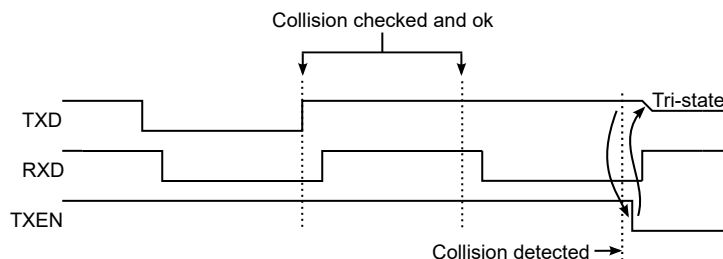 Collision checked and ok
Tri-state
TXD
RXD
TXEN
Collision detected